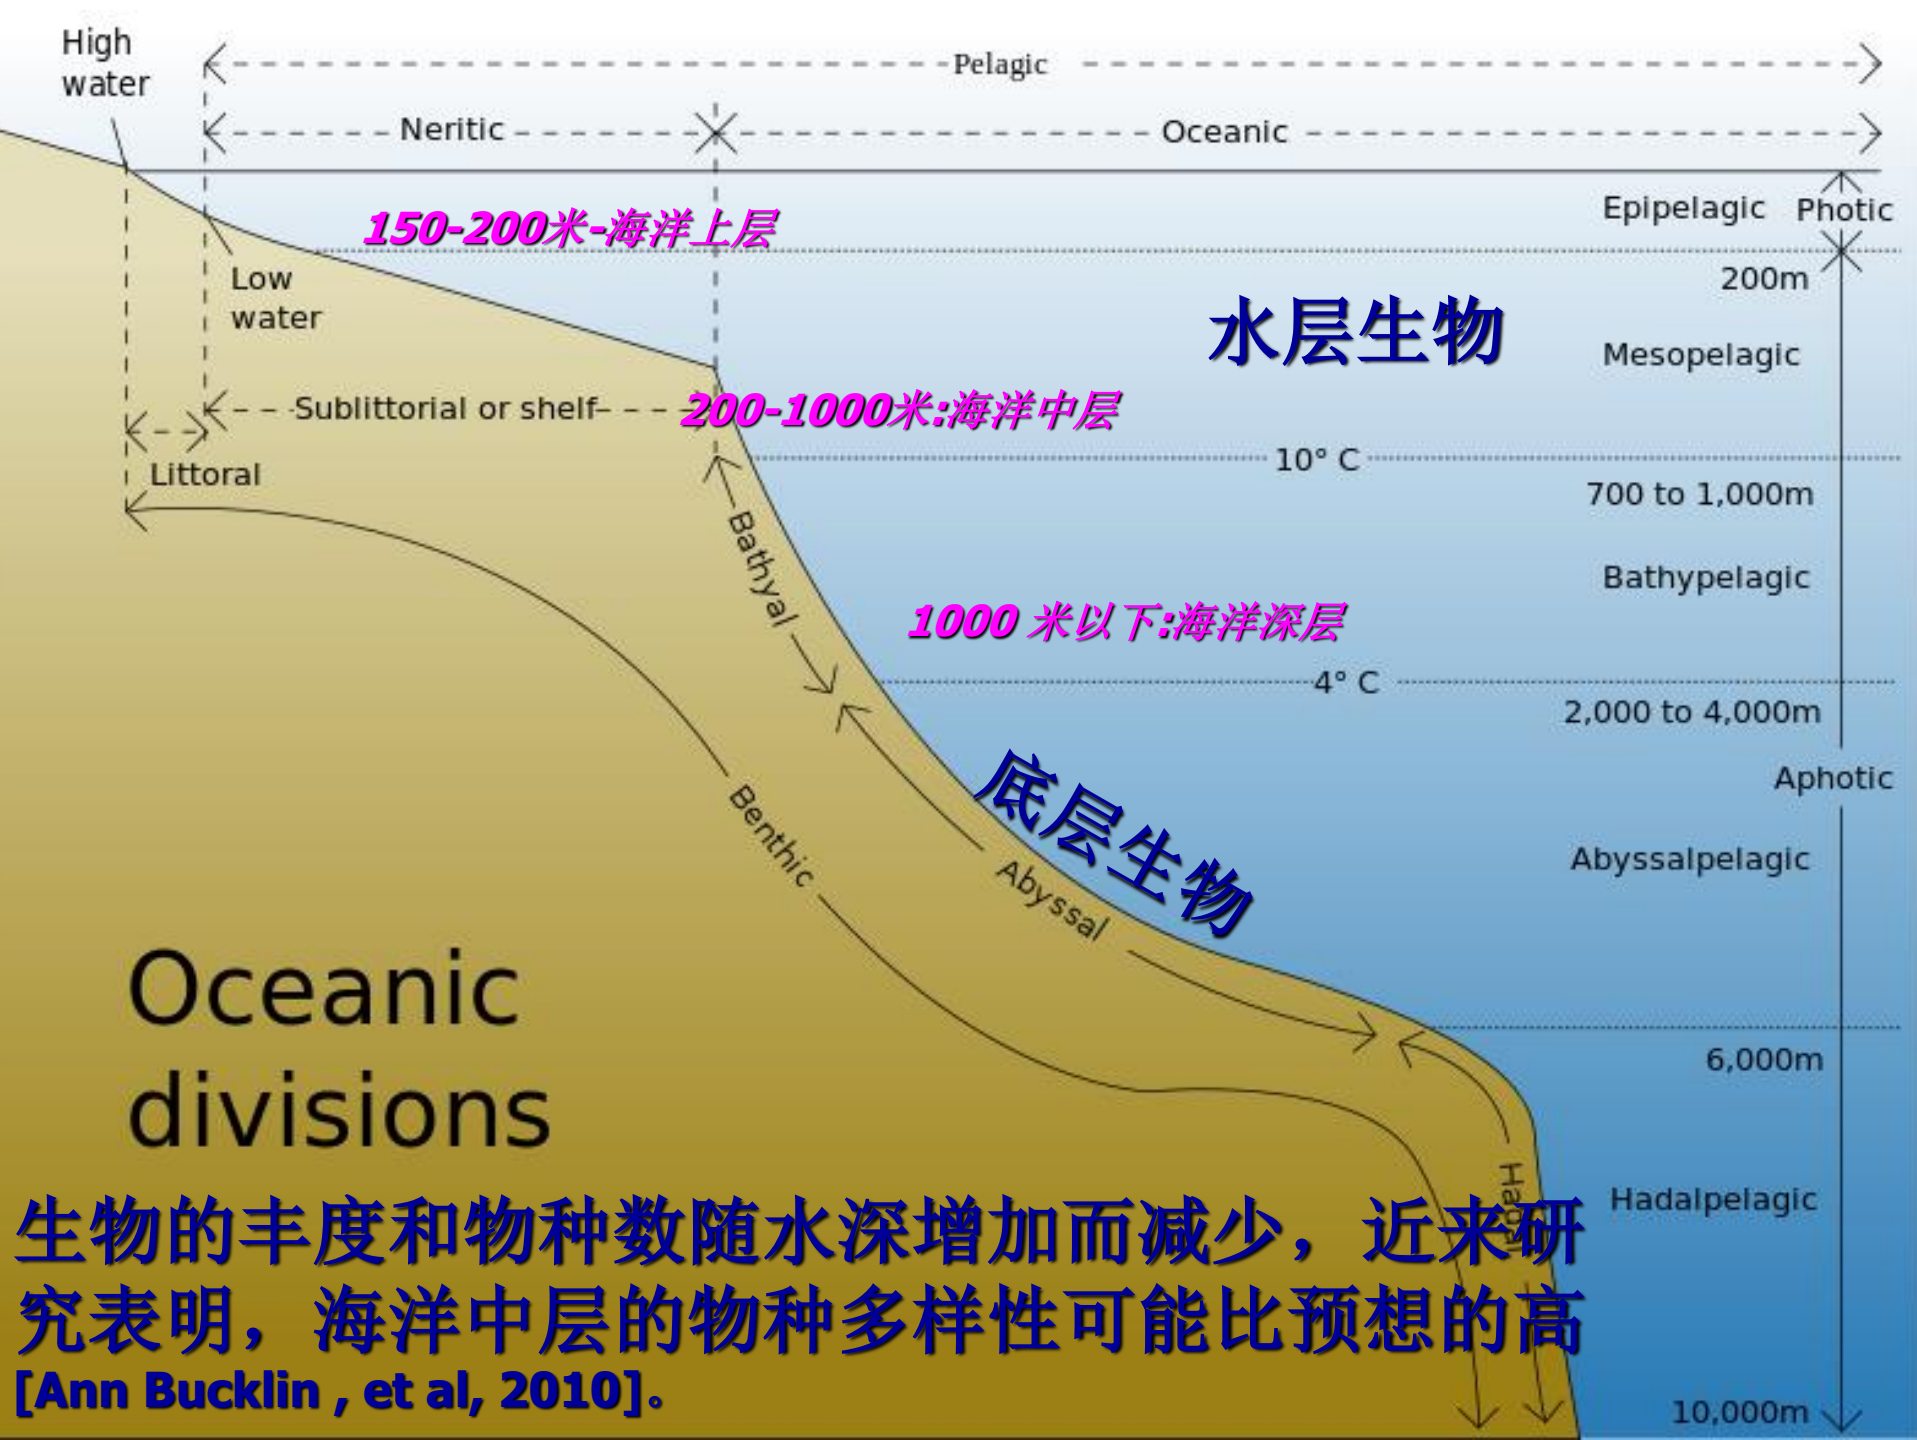 High
water
Pelagic
Neritic
Oceanic
150-200米-海洋上层
Epipelagic
Photic
Low
water
200m
水层生物
Mesopelagic
Sublittorial or shelf
200-1000米:海洋中层
Littoral
10° C
700 to 1,000m
Bathyal
Bathypelagic
1000 米以下:海洋深层
4° C
2,000 to 4,000m
底层生物
Aphotic
Benthic
Abyssal
Abyssalpelagic
Oceanic
divisions
6,000m
Hadal
Hadalpelagic
生物的丰度和物种数随水深增加而减少，近来研
究表明，海洋中层的物种多样性可能比预想的高
[Ann Bucklin , et al, 2010]。
10,000m